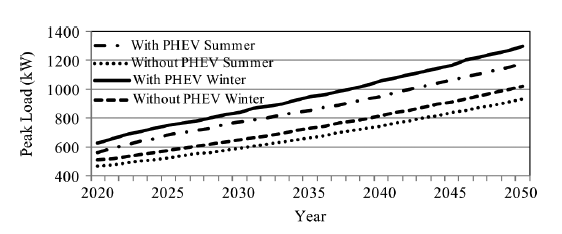 1400
1200
1000
800
600
400
Peak Load (kW)
With PHEV Summer
Without PHEV Summer
With PHEV Winter
Without PHEV Winter
2020 2025 2030 2035 2040 2045 2050
Year